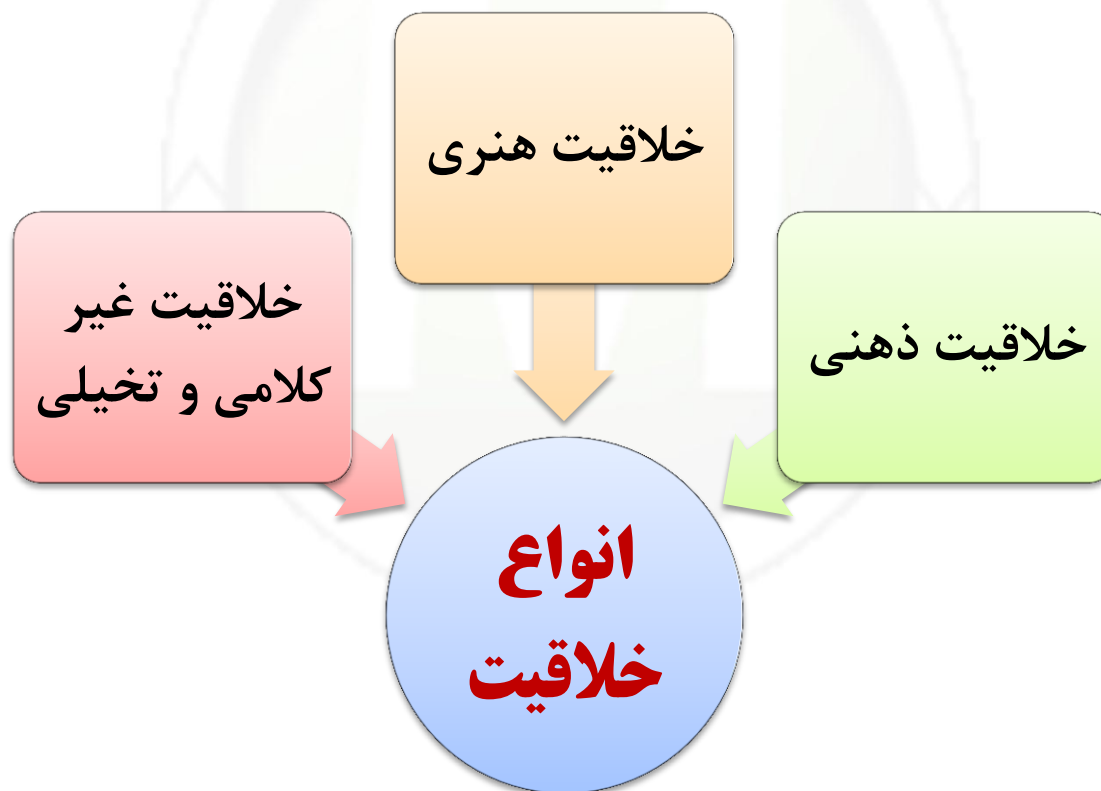 خلاقیت هنری
خلاقیت ذهنی
خلاقیت غیر
کلامی و تخیلی
انواع
خلاقیت